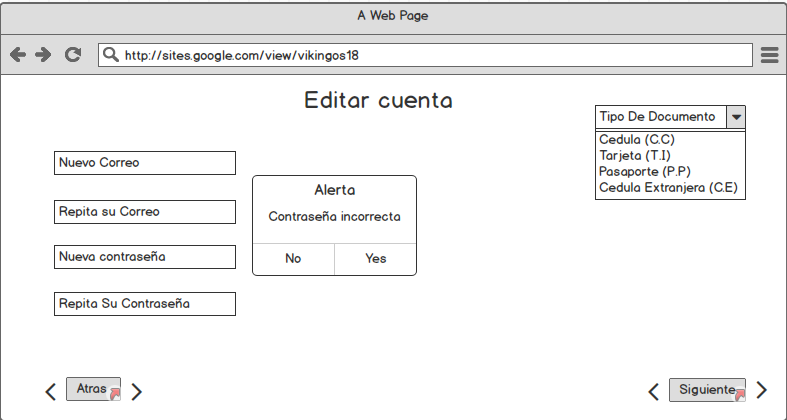 A Web Page
http://sites.google.com/view/vikingos18
Editar cuenta
Tipo De Documento
Cedula (C.C)
Tarjeta (T.I)
Pasaporte (P.P)
Cedula Extranjera (C.E)
Nuevo Correo
Repita su Correo
Nueva contraseña
Repita Su Contraseña
Alerta
Contraseña incorrecta
No
Yes
Atras
Siguiente